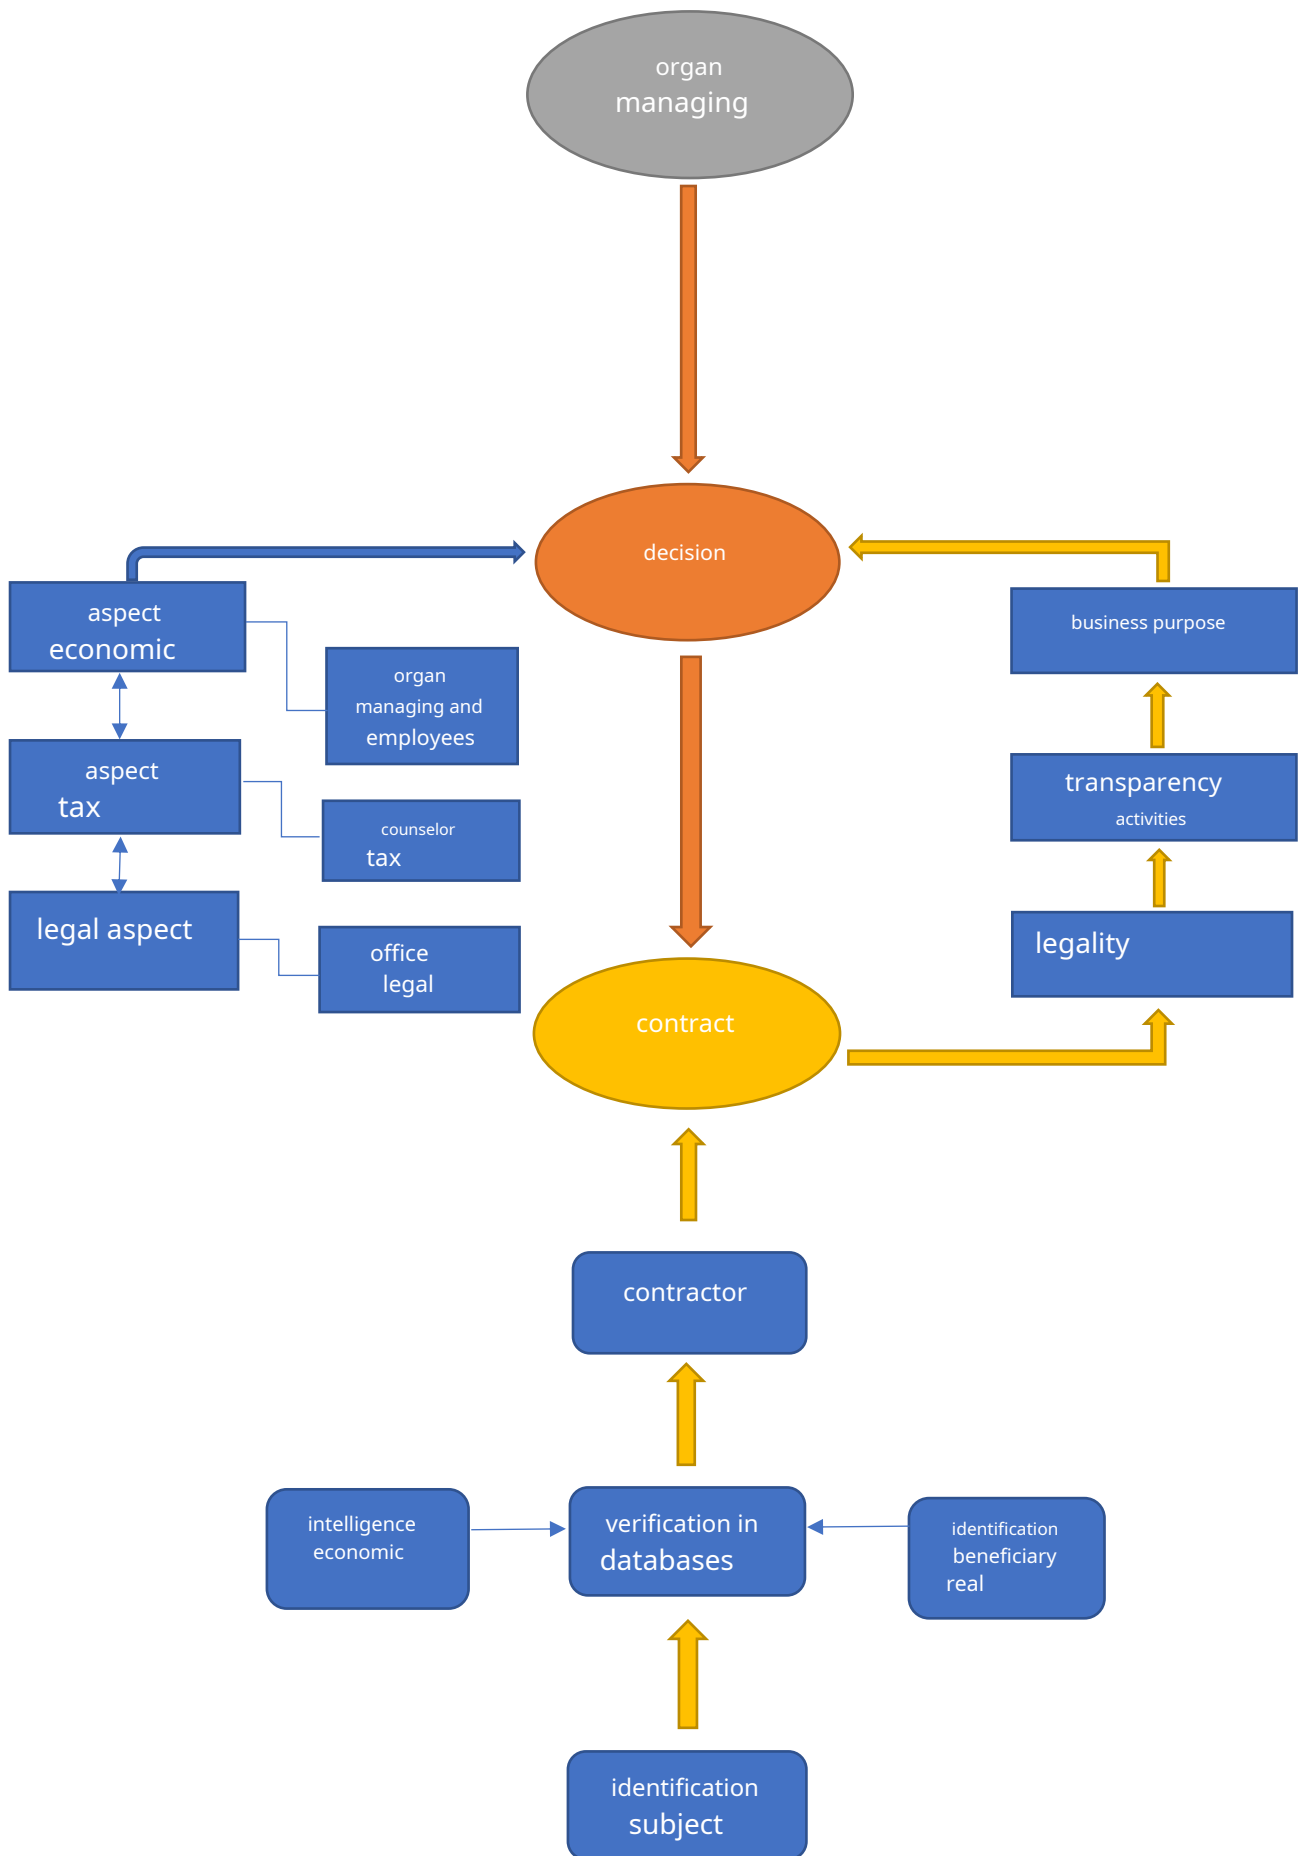 organ
managing
decision
aspect
economic
organ
managing and
employees
aspect
tax
counselor
tax
legal aspect
office
legal
business purpose
transparency
activities
legality
contract
contractor
intelligence
economic
verification in
databases
identification
beneficiary
real
identification
subject